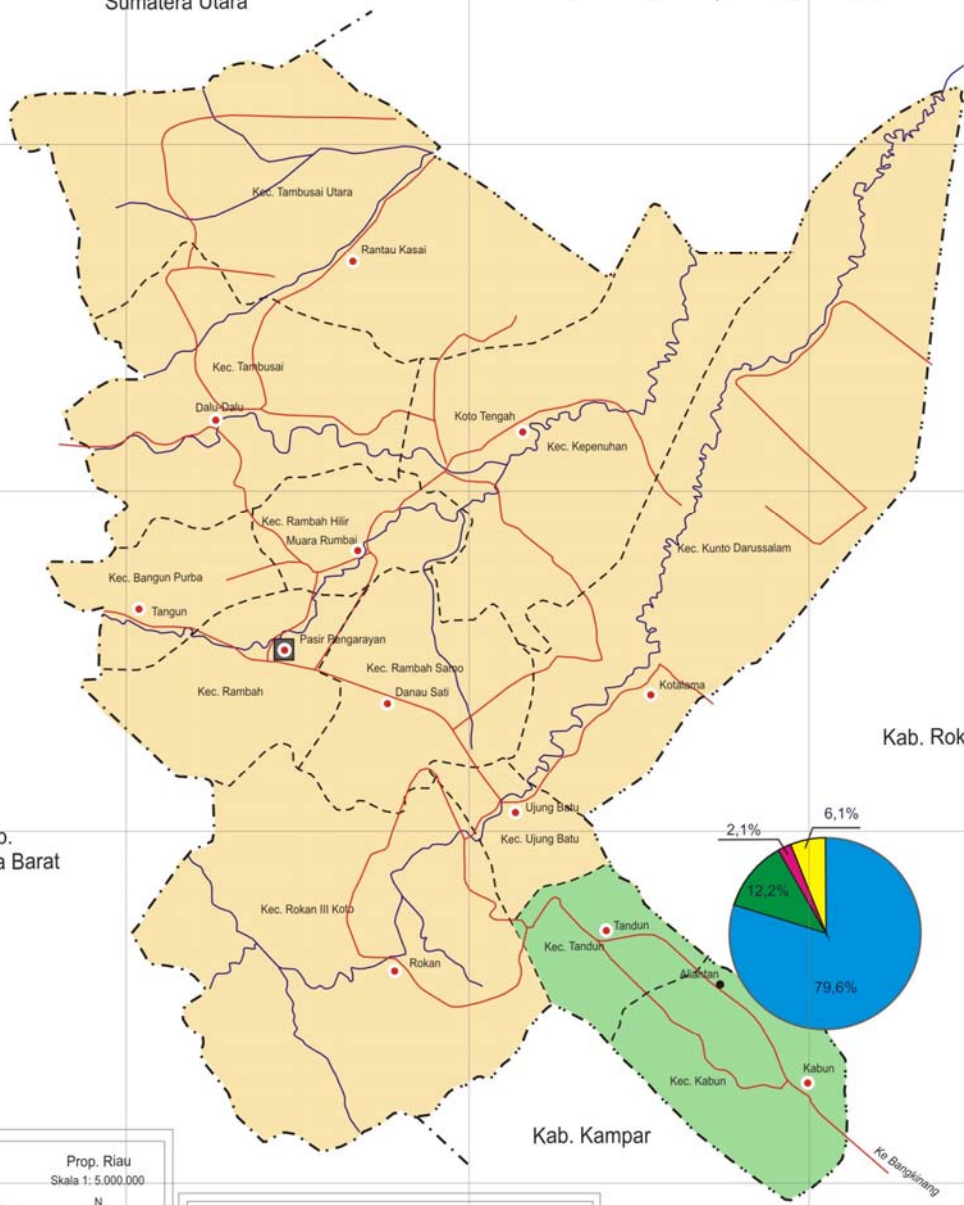 Sumatera Utara
Kec. Tambusai Utara
Rantau Kasai
Kec. Tambusai
Dalu-Dalu
Koto Tengah
Kec. Kepenuhan
Kec. Rambah Hilir
Muara Rumbai
Kec. Kunto Darussalam
Kec. Bangun Purba
Tangun
Pasir Pengarayan
Kec. Rambah Samo
Kec. Rambah
Danau Sati
Kotalama
Kab. Rok
Ujung Batu
Kec. Ujung Batu
2,1%
6,1%
a Barat
12,2%
79,6%
Kec. Rokan III Koto
Tandun
Kec. Tandun
Rokan
Aliantan
Kabun
Kec. Kabun
Kab. Kampar
Ke Bangkinang
Prop. Riau
Skala 1: 5.000.000
N